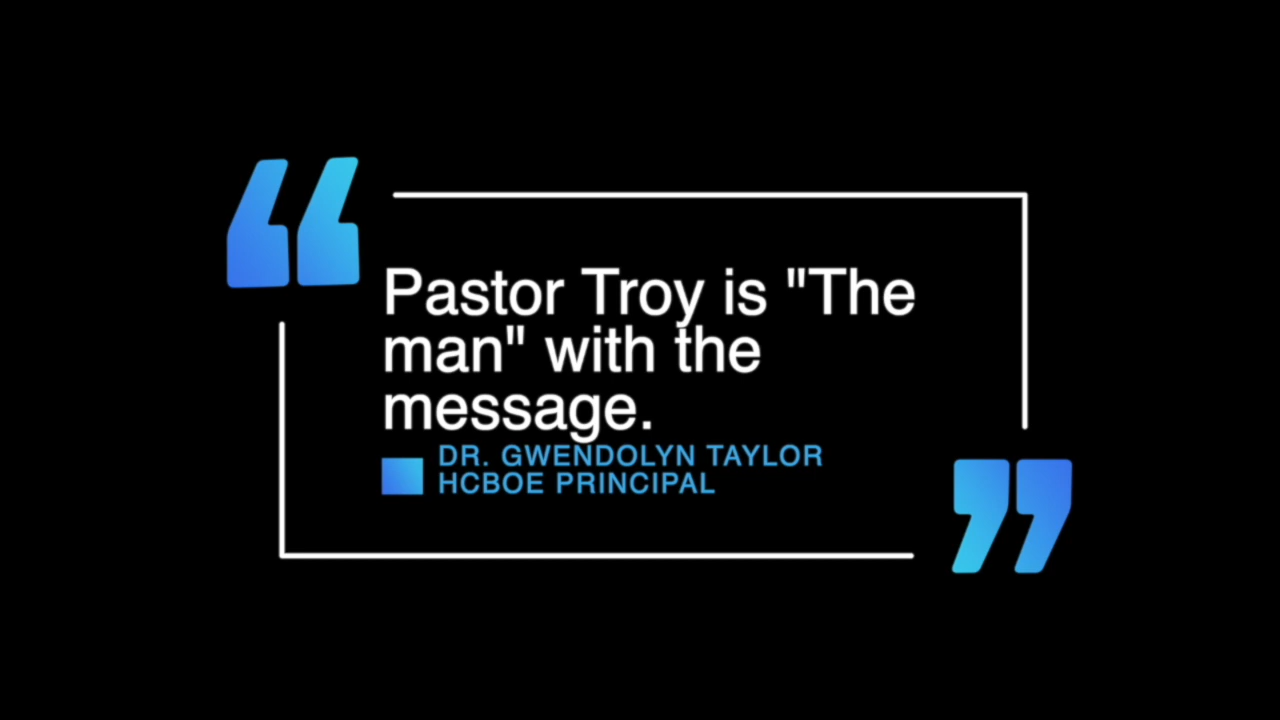 Pastor Troy is "The
man" with the
message.
DR. GWENDOLYN TAYLOR
HCBOE PRINCIPAL